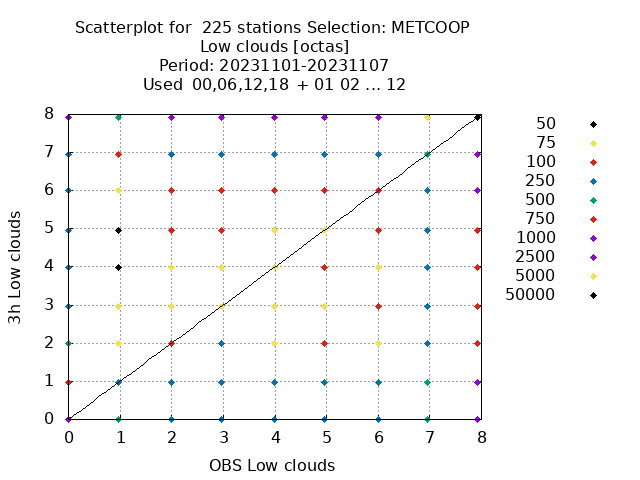 Scatterplot for  225 stations Selection: METCOOP
Low clouds [octas]
Period: 20231101-20231107
Used  00,06,12,18  + 01 02 ... 12
8
7
6
5
4
3
2
1
0
3h Low clouds
0 1 2 3 4 5 6 7 8
OBS Low clouds
50
75
100
250
500
750
1000
2500
5000
50000